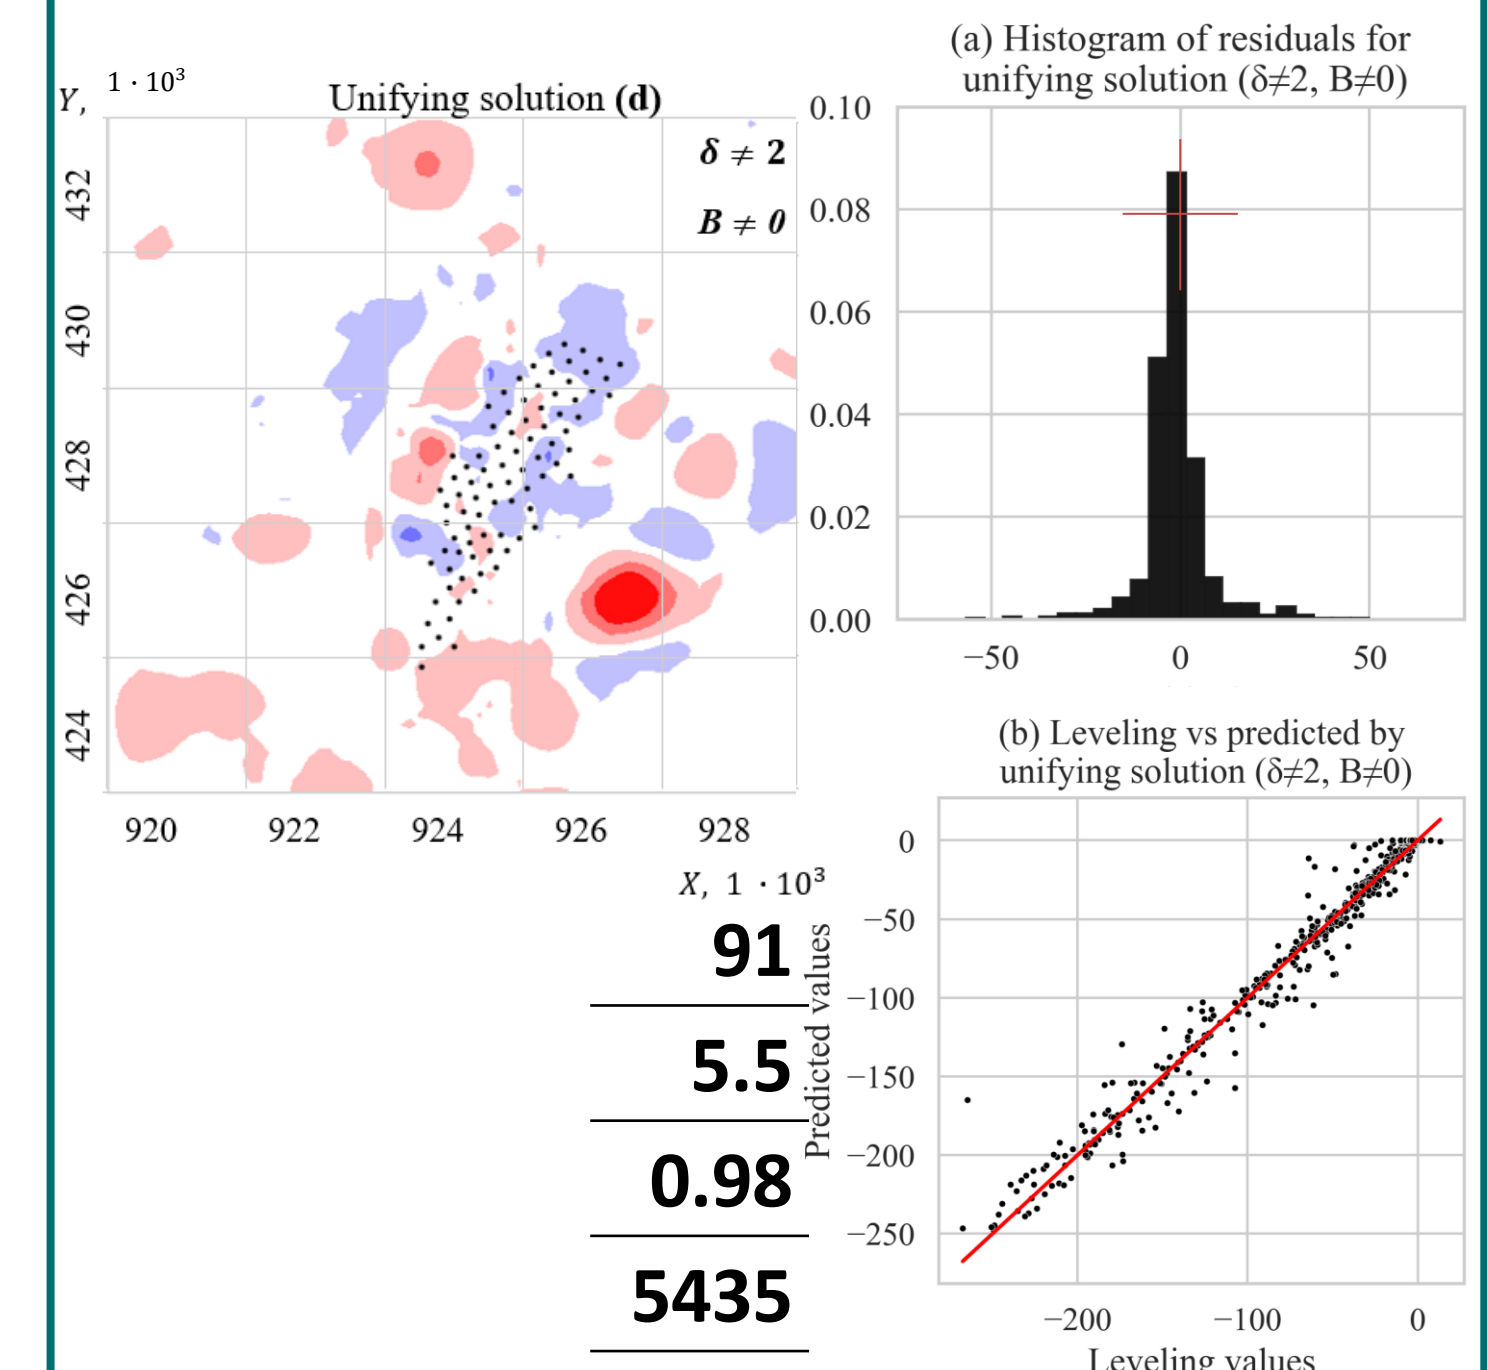 Y, 1 · 10³
Unifying solution (d)
δ ≠ 2
B ≠ 0
432
430
428
426
424
920 922 924 926 928
X, 1 · 10³
91
5.5
0.98
5435
(a) Histogram of residuals for
unifying solution (δ≠2, B≠0)
0.10
0.08
0.06
0.04
0.02
0.00
−50 0 50
(b) Leveling vs predicted by
unifying solution (δ≠2, B≠0)
Predicted values
0
−50
−100
−150
−200
−250
−200 −100 0
Leveling values